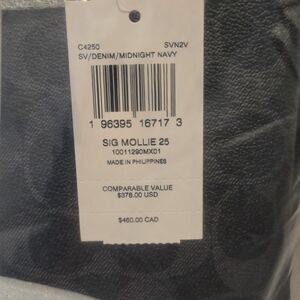 C4250 SVN2V
SV/DENIM/MIDNIGHT NAVY
1 96395 16717 3
SIG MOLLIE 25
10011290MX01
MADE IN PHILIPPINES
COMPARABLE VALUE
$378.00 USD
$460.00 CAD